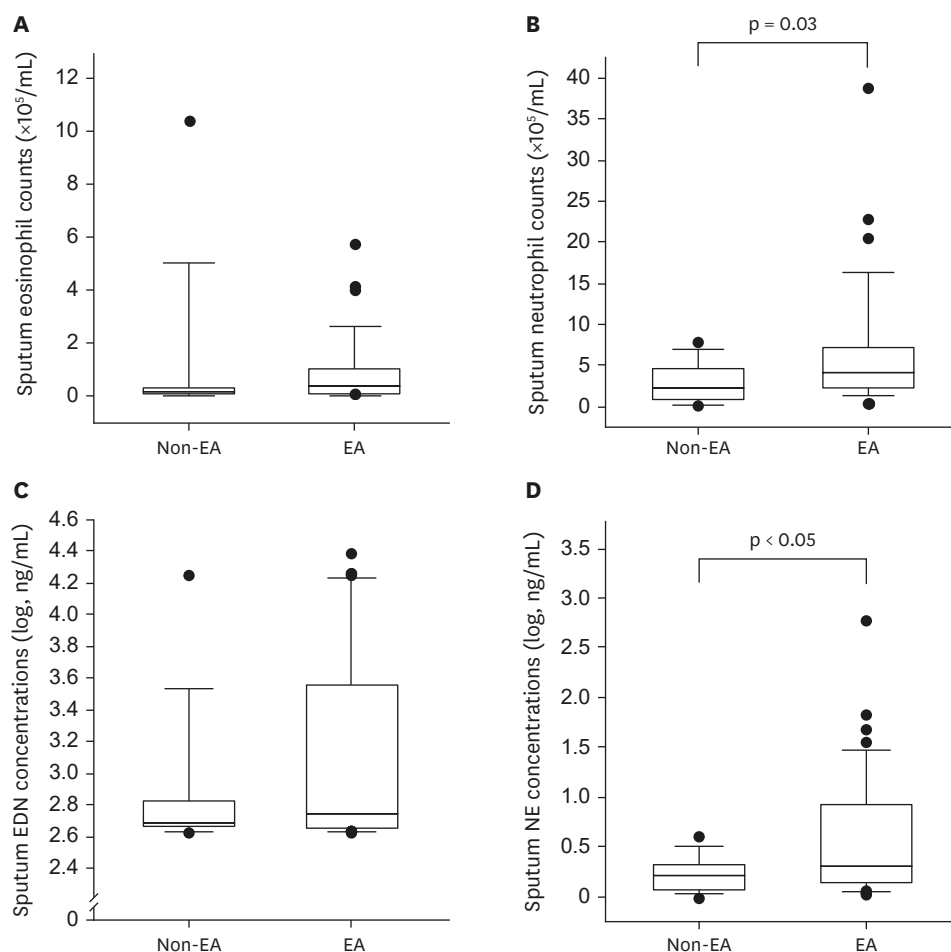 A
Sputum eosinophil counts (×10⁵/mL)
12
10
8
6
4
2
0
Non-EA
EA
B
p = 0.03
Sputum neutrophil counts (×10⁵/mL)
40
35
30
25
20
15
10
5
0
Non-EA
EA
C
Sputum EDN concentrations (log, ng/mL)
4.6
4.4
4.2
4.0
3.8
3.6
3.4
3.2
3.0
2.8
2.6
2.4
0
Non-EA
EA
D
p < 0.05
Sputum NE concentrations (log, ng/mL)
3.5
3.0
2.5
2.0
1.5
1.0
0.5
0
Non-EA
EA